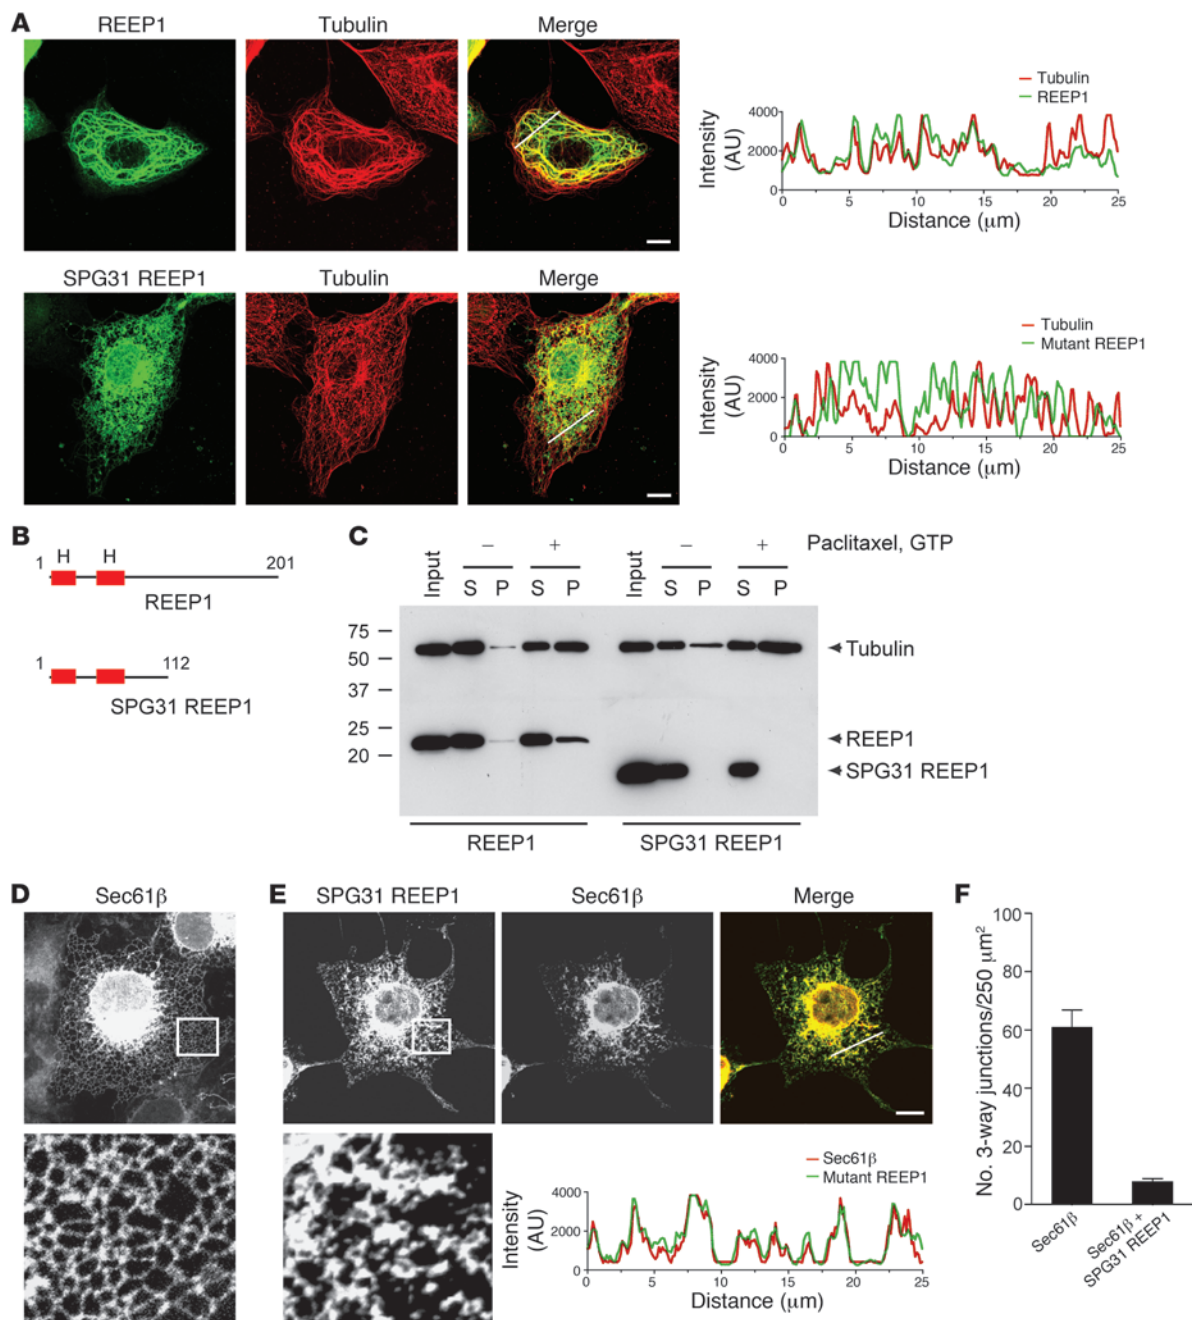 A
REEP1 Tubulin Merge
Tubulin
REEP1
Intensity
(AU)
4000
2000
0
0 5 10 15 20 25
Distance (μm)
SPG31 REEP1 Tubulin Merge
Tubulin
Mutant REEP1
Intensity
(AU)
4000
2000
0
0 5 10 15 20 25
Distance (μm)
B
1 H H 201
REEP1
1 112
SPG31 REEP1
C
− + − + Paclitaxel, GTP
Input S P S P Input S P S P
75
50
37
25
20
Tubulin
REEP1
SPG31 REEP1
REEP1 SPG31 REEP1
D
Sec61β
E
SPG31 REEP1 Sec61β Merge
Sec61β
Mutant REEP1
Intensity
(AU)
4000
2000
0
0 5 10 15 20 25
Distance (μm)
F
No. 3-way junctions/250 μm²
100
80
60
40
20
0
Sec61β
Sec61β +
SPG31 REEP1